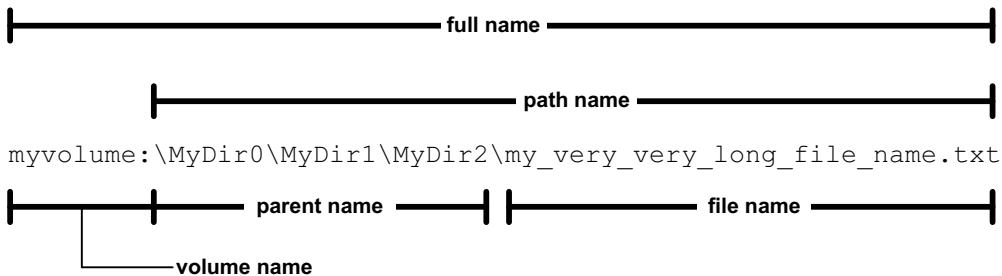 full name
path name
myvolume:\MyDir0\MyDir1\MyDir2\my_very_very_long_file_name.txt
parent name file name
volume name